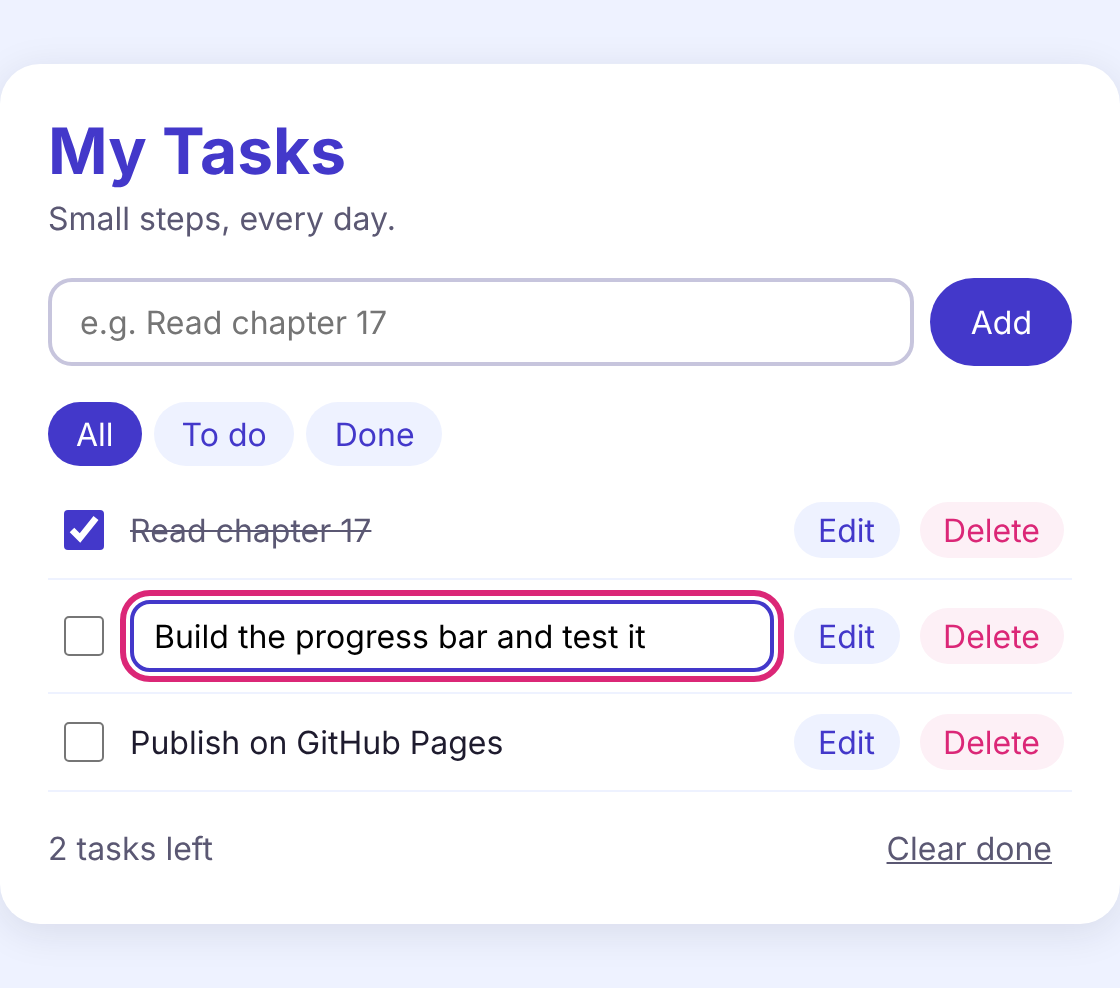 My Tasks
Small steps, every day.
e.g. Read chapter 17 Add
All To do Done
Read chapter 17 Edit Delete
Build the progress bar and test it Edit Delete
Publish on GitHub Pages Edit Delete
2 tasks left Clear done